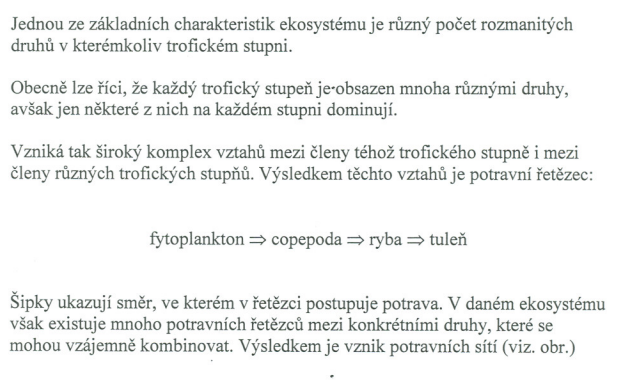 Jednou ze základních charakteristik ekosystému je různý počet rozmanitých
druhů v kterémkoliv trofickém stupni.
Obecně lze říci, že každý trofický stupeň je obsazen mnoha různými druhy,
avšak jen některé z nich na každém stupni dominují.
Vzniká tak široký komplex vztahů mezi členy téhož trofického stupně i mezi
členy různých trofických stupňů. Výsledkem těchto vztahů je potravní řetězec:
fytoplankton ⇒ copepoda ⇒ ryba ⇒ tuleň
Šipky ukazují směr, ve kterém v řetězci postupuje potrava. V daném ekosystému
však existuje mnoho potravních řetězců mezi konkrétními druhy, které se
mohou vzájemně kombinovat. Výsledkem je vznik potravních sítí (viz. obr.)